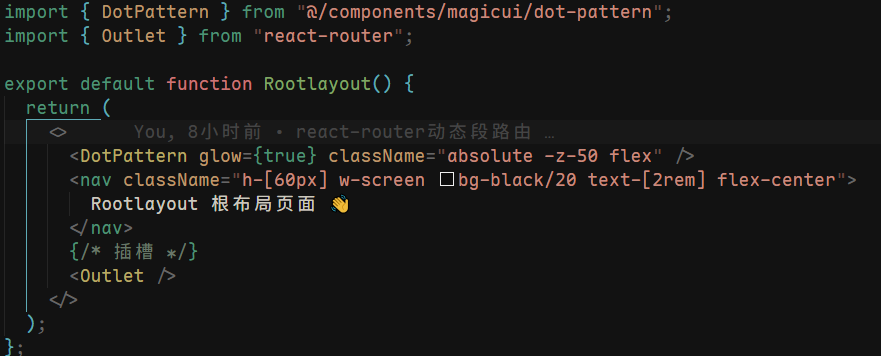 import { DotPattern } from "@/components/magicui/dot-pattern";
import { Outlet } from "react-router";
export default function Rootlayout() {
  return (
    <>      You, 8小时前 • react-router动态段路由 …
      <DotPattern glow={true} className="absolute -z-50 flex" />
      <nav className="h-[60px] w-screen bg-black/20 text-[2rem] flex-center">
        Rootlayout 根布局页面 👋
      </nav>
      {/* 插槽 */}
      <Outlet />
    </>
  );
};